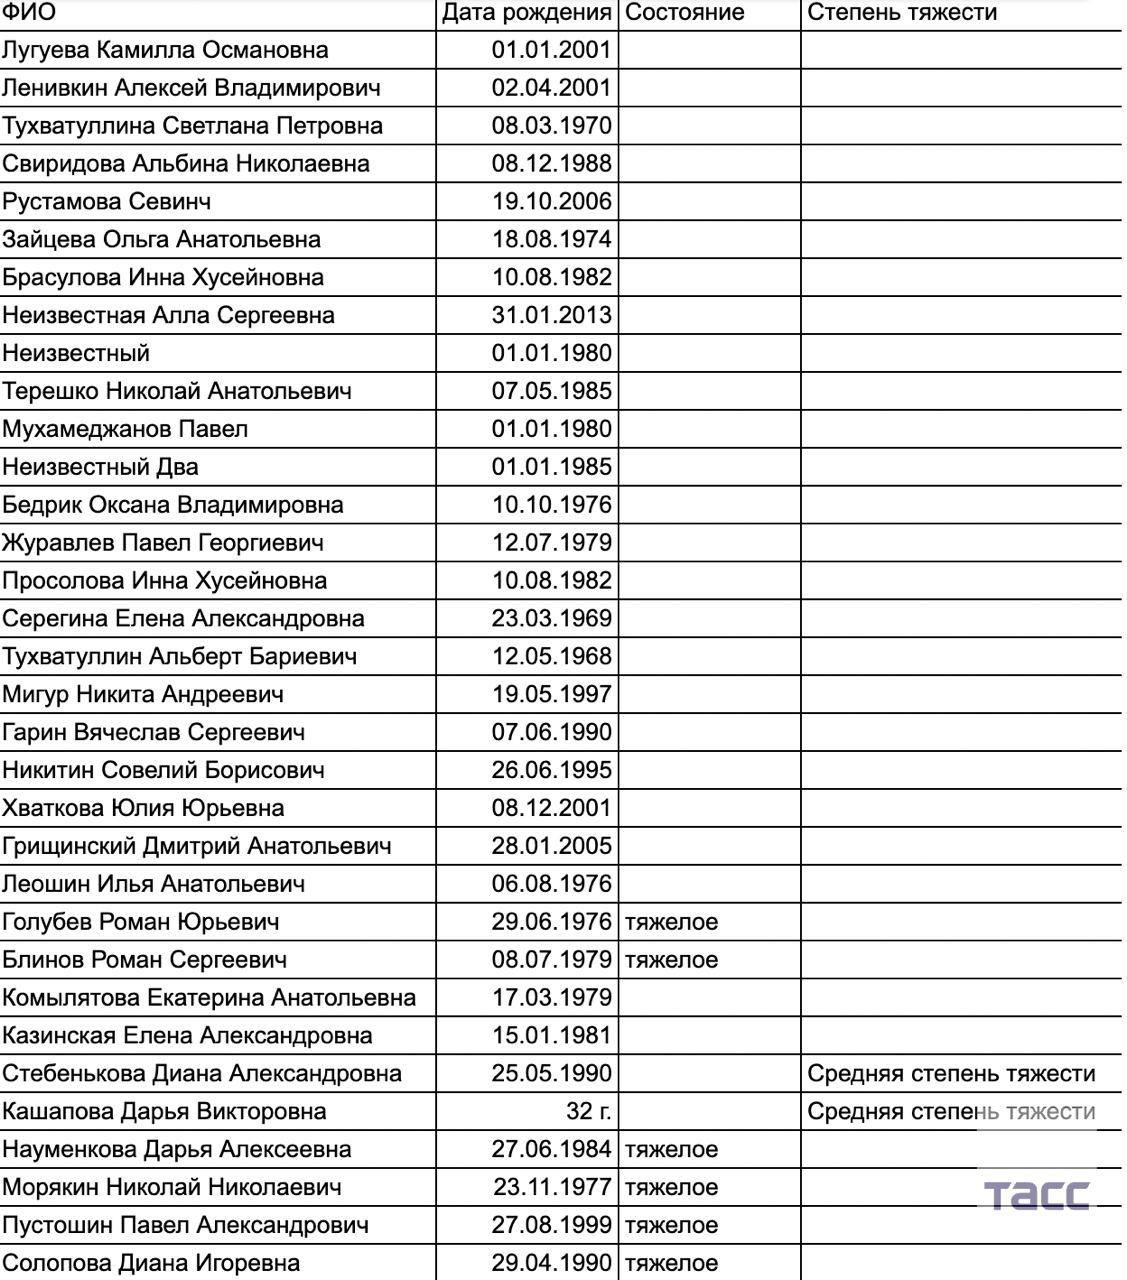 ФИО Дата рождения Состояние Степень тяжести
Лугуева Камилла Османовна 01.01.2001
Ленивкин Алексей Владимирович 02.04.2001
Тухватуллина Светлана Петровна 08.03.1970
Свиридова Альбина Николаевна 08.12.1988
Рустамова Севинч 19.10.2006
Зайцева Ольга Анатольевна 18.08.1974
Брасулова Инна Хусейновна 10.08.1982
Неизвестная Алла Сергеевна 31.01.2013
Неизвестный 01.01.1980
Терешко Николай Анатольевич 07.05.1985
Мухамеджанов Павел 01.01.1980
Неизвестный Два 01.01.1985
Бедрик Оксана Владимировна 10.10.1976
Журавлев Павел Георгиевич 12.07.1979
Просолова Инна Хусейновна 10.08.1982
Серегина Елена Александровна 23.03.1969
Тухватуллин Альберт Бариевич 12.05.1968
Мигур Никита Андреевич 19.05.1997
Гарин Вячеслав Сергеевич 07.06.1990
Никитин Совелий Борисович 26.06.1995
Хваткова Юлия Юрьевна 08.12.2001
Грищинский Дмитрий Анатольевич 28.01.2005
Леошин Илья Анатольевич 06.08.1976
Голубев Роман Юрьевич 29.06.1976 тяжелое
Блинов Роман Сергеевич 08.07.1979 тяжелое
Комылятова Екатерина Анатольевна 17.03.1979
Казинская Елена Александровна 15.01.1981
Стебенькова Диана Александровна 25.05.1990 Средняя степень тяжести
Кашапова Дарья Викторовна 32 г. Средняя степень тяжести
Науменкова Дарья Алексеевна 27.06.1984 тяжелое
Морякин Николай Николаевич 23.11.1977 тяжелое
ТАСС
Пустошин Павел Александрович 27.08.1999 тяжелое
Солопова Диана Игоревна 29.04.1990 тяжелое